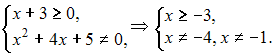 { x + 3 ≥ 0, ⇒ { x ≥ −3,
{ x² + 4x + 5 ≠ 0, { x ≠ −4, x ≠ −1.